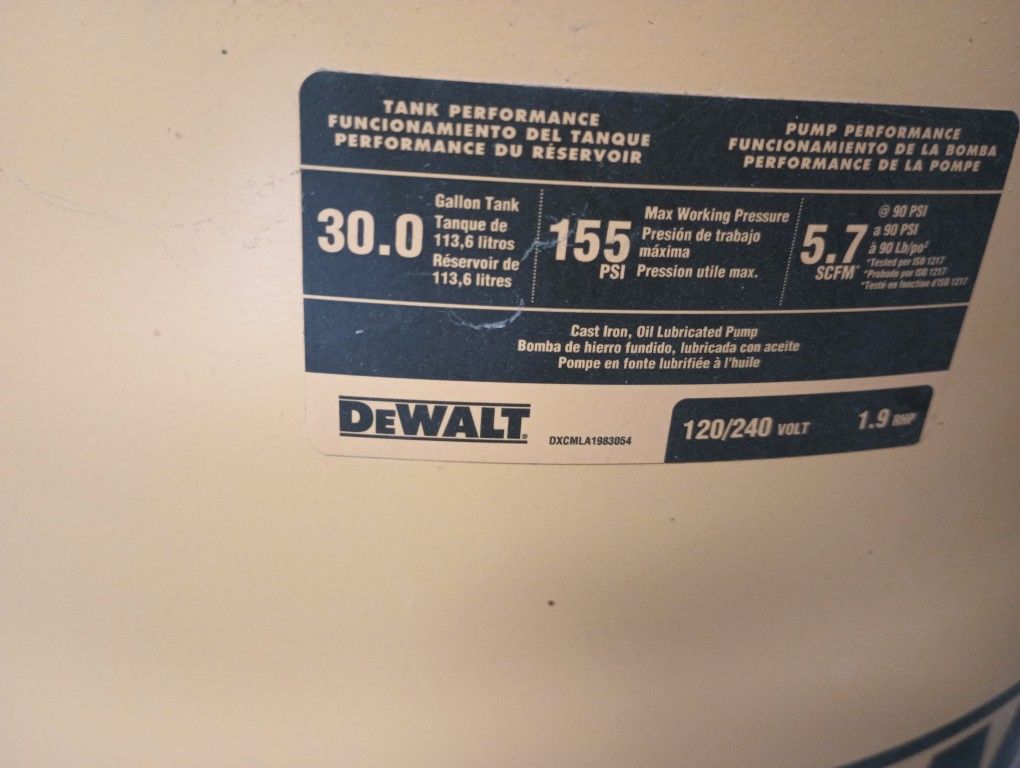 TANK PERFORMANCE
FUNCIONAMIENTO DEL TANQUE
PERFORMANCE DU RÉSERVOIR
PUMP PERFORMANCE
FUNCIONAMIENTO DE LA BOMBA
PERFORMANCE DE LA POMPE
30.0
Gallon Tank
Tanque de
113,6 litros
Réservoir de
113,6 litres
155
PSI
Max Working Pressure
Presión de trabajo
máxima
Pression utile max.
5.7
SCFM*
@ 90 PSI
a 90 PSI
à 90 Lb/po²
*Tested per ISO 1217
*Probado por ISO 1217
*Testé en fonction d'ISO 1217
Cast Iron, Oil Lubricated Pump
Bomba de hierro fundido, lubricada con aceite
Pompe en fonte lubrifiée à l'huile
DEWALT®
DXCMLA1983054
120/240 VOLT
1.9 RHP